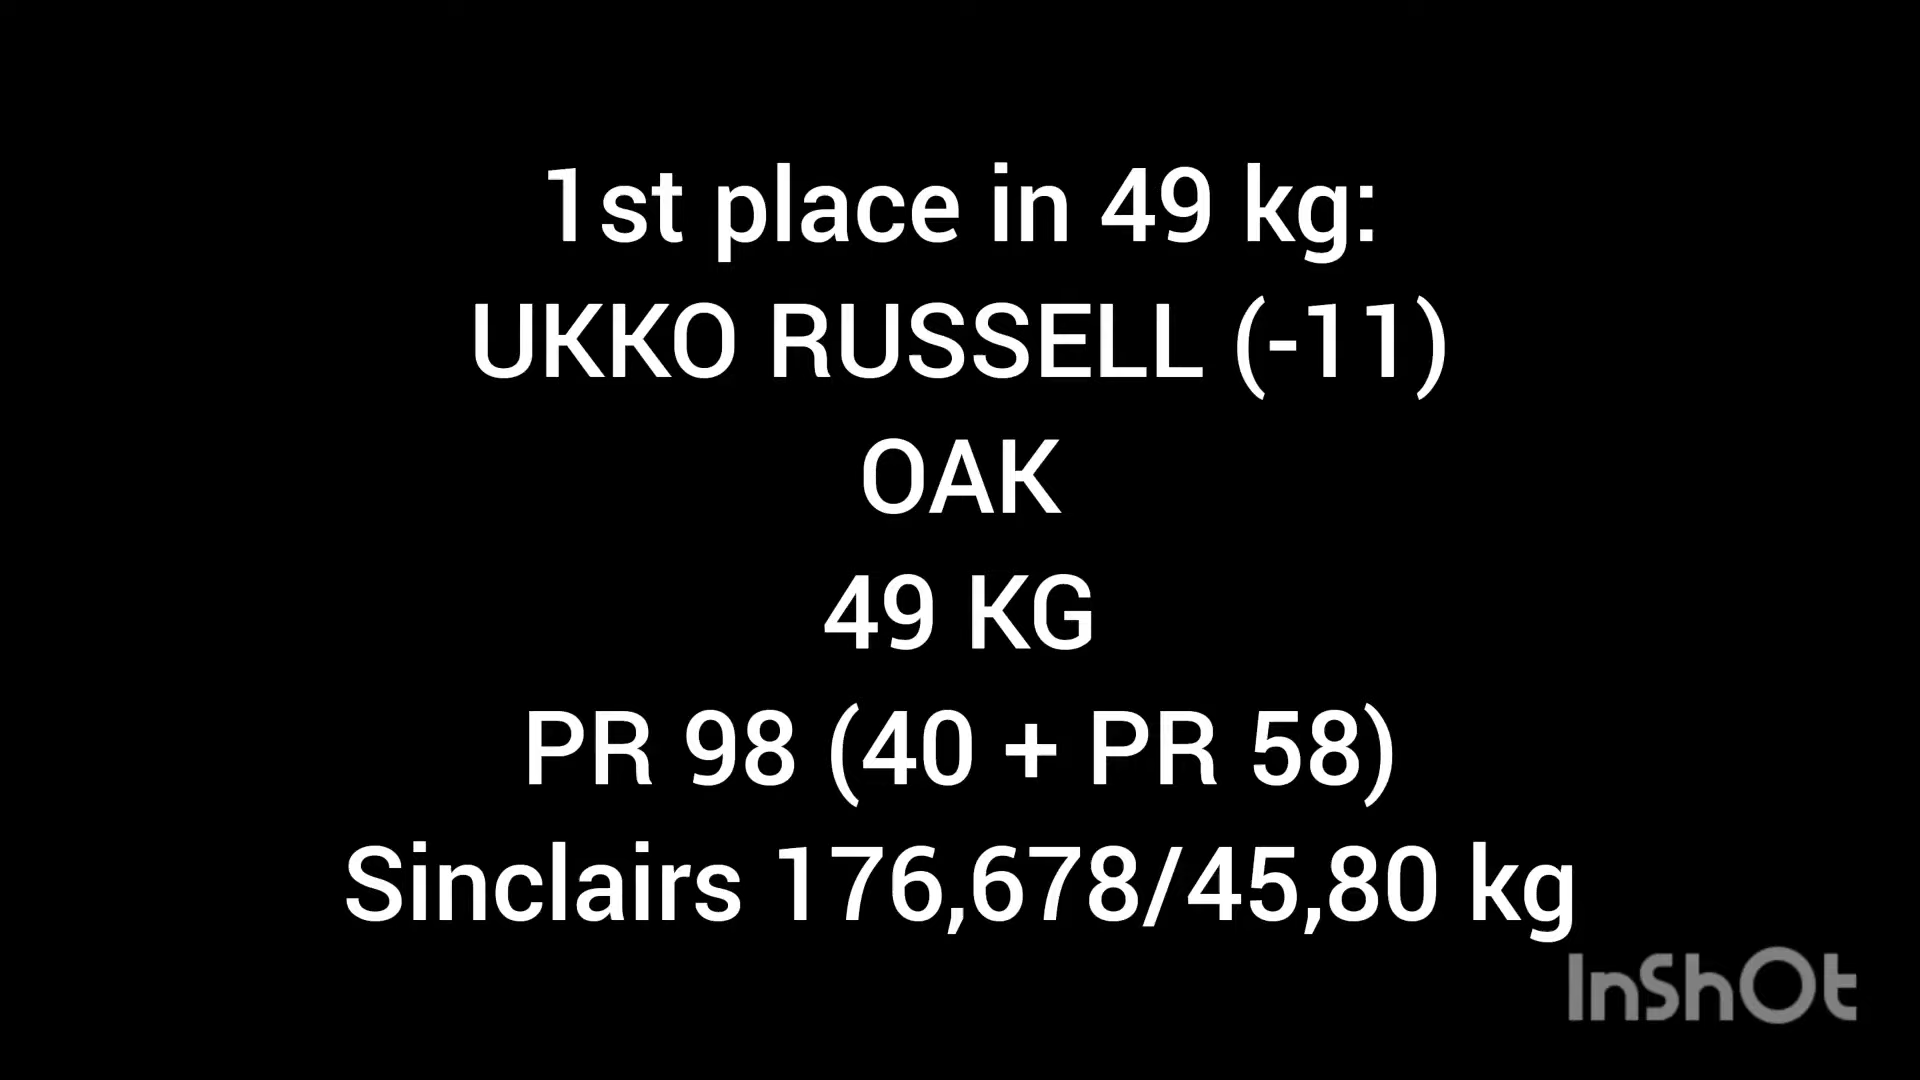 1st place in 49 kg:
UKKO RUSSELL (-11)
OAK
49 KG
PR 98 (40 + PR 58)
Sinclairs 176,678/45,80 kg
InShOt